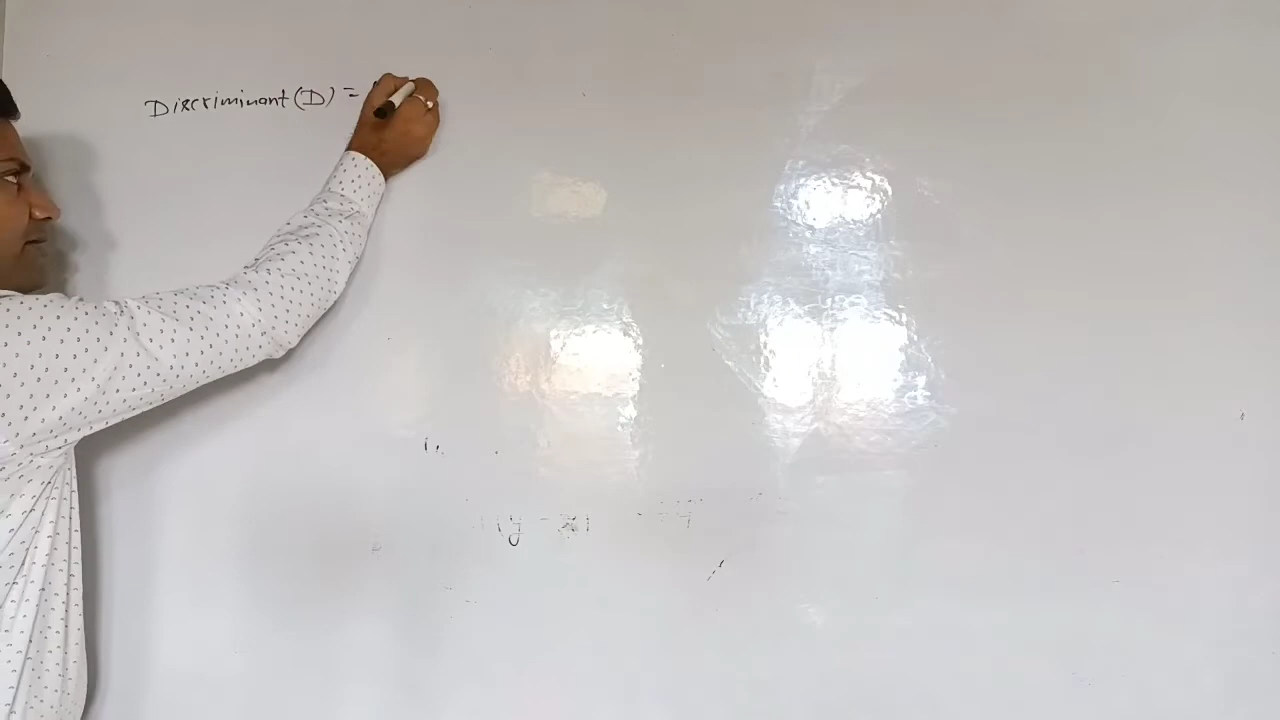 Discriminant (D) =
(y - x)